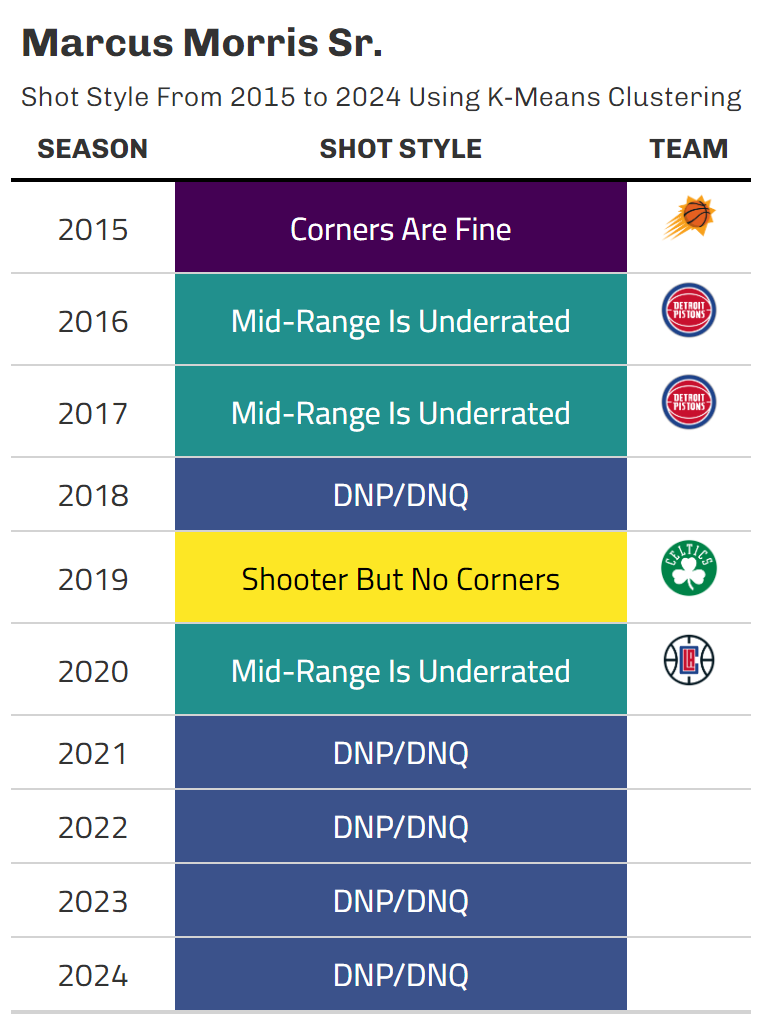 Marcus Morris Sr.
Shot Style From 2015 to 2024 Using K-Means Clustering
SEASON SHOT STYLE TEAM
2015 Corners Are Fine
2016 Mid-Range Is Underrated DETROIT PISTONS
2017 Mid-Range Is Underrated DETROIT PISTONS
2018 DNP/DNQ
2019 Shooter But No Corners CELTICS
2020 Mid-Range Is Underrated LA
2021 DNP/DNQ
2022 DNP/DNQ
2023 DNP/DNQ
2024 DNP/DNQ